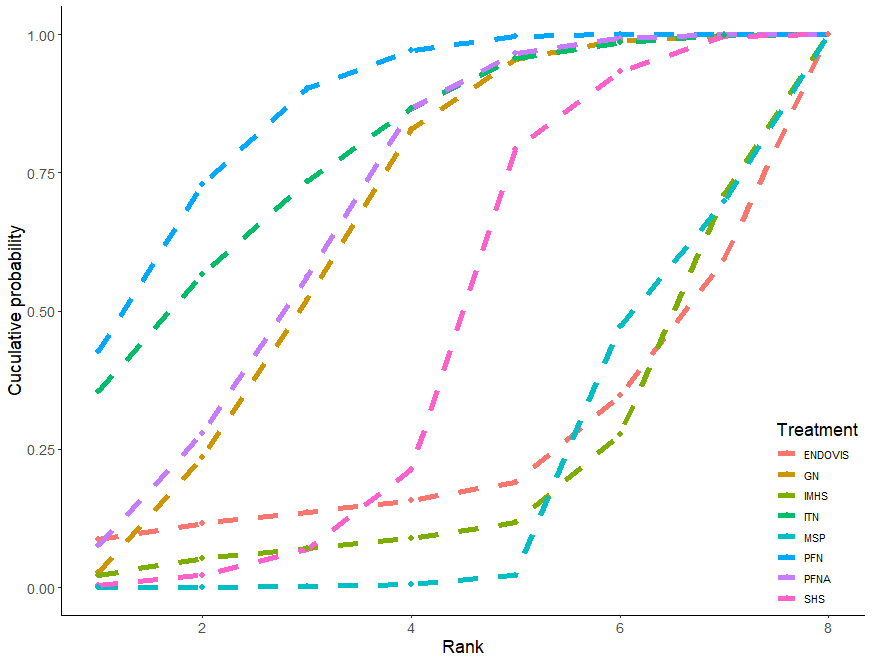 1.00
0.75
0.50
0.25
0.00
Cuculative probability
2
4
6
8
Rank
Treatment
ENDOVIS
GN
IMHS
ITN
MSP
PFN
PFNA
SHS